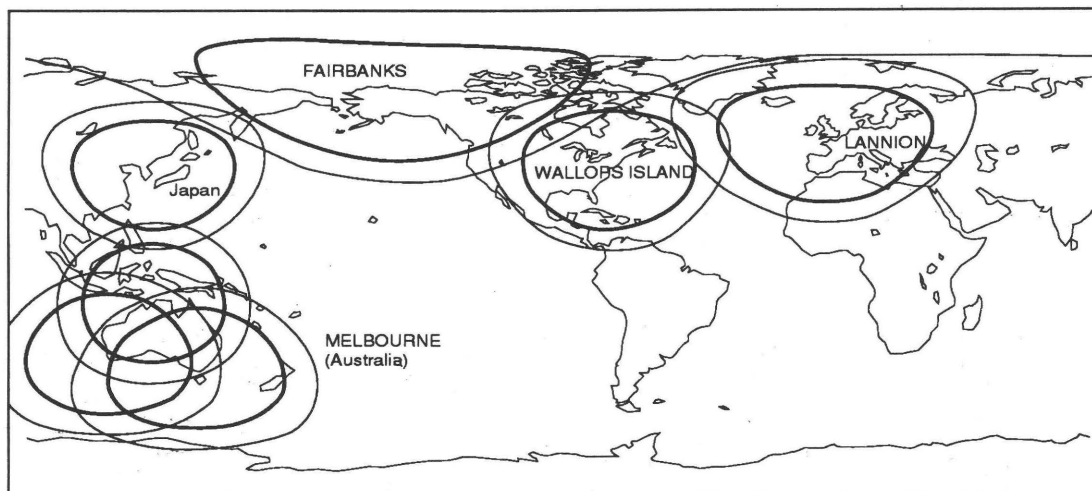 FAIRBANKS
LANNION
WALLOPS ISLAND
Japan
MELBOURNE
(Australia)